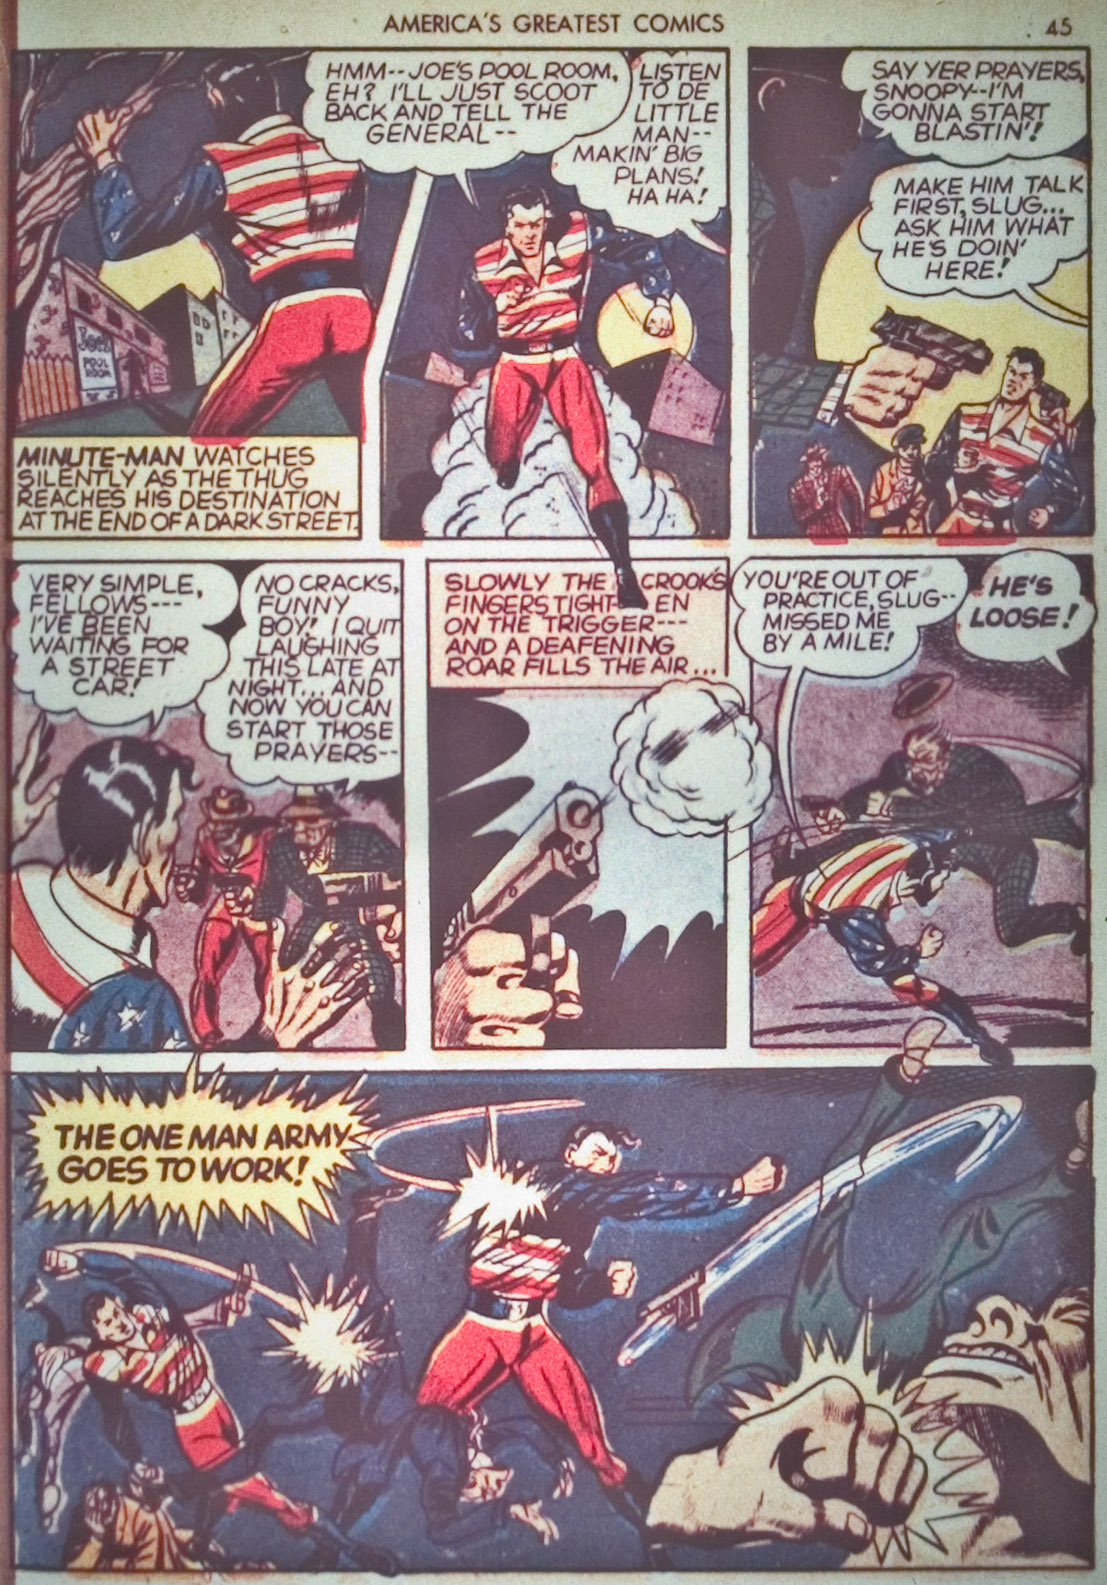 AMERICA'S GREATEST COMICS
45
HMM--JOE'S POOL ROOM,
EH? I'LL JUST SCOOT
BACK AND TELL THE
GENERAL--
LISTEN
TO DE
LITTLE
MAN--
MAKIN' BIG
PLANS!
HA HA!
SAY YER PRAYERS,
SNOOPY--I'M
GONNA START
BLASTIN'!
MAKE HIM TALK
FIRST, SLUG...
ASK HIM WHAT
HE'S DOIN'
HERE!
JOE'S
POOL
ROOM
MINUTE-MAN WATCHES
SILENTLY AS THE THUG
REACHES HIS DESTINATION
AT THE END OF A DARK STREET.
VERY SIMPLE,
FELLOWS---
I'VE BEEN
WAITING FOR
A STREET
CAR!
NO CRACKS,
FUNNY
BOY! I QUIT
LAUGHING
THIS LATE AT
NIGHT... AND
NOW YOU CAN
START THOSE
PRAYERS--
SLOWLY THE CROOK'S
FINGERS TIGHT EN
ON THE TRIGGER---
AND A DEAFENING
ROAR FILLS THE AIR...
YOU'RE OUT OF
PRACTICE, SLUG--
MISSED ME
BY A MILE!
HE'S
LOOSE!
THE ONE MAN ARMY
GOES TO WORK!